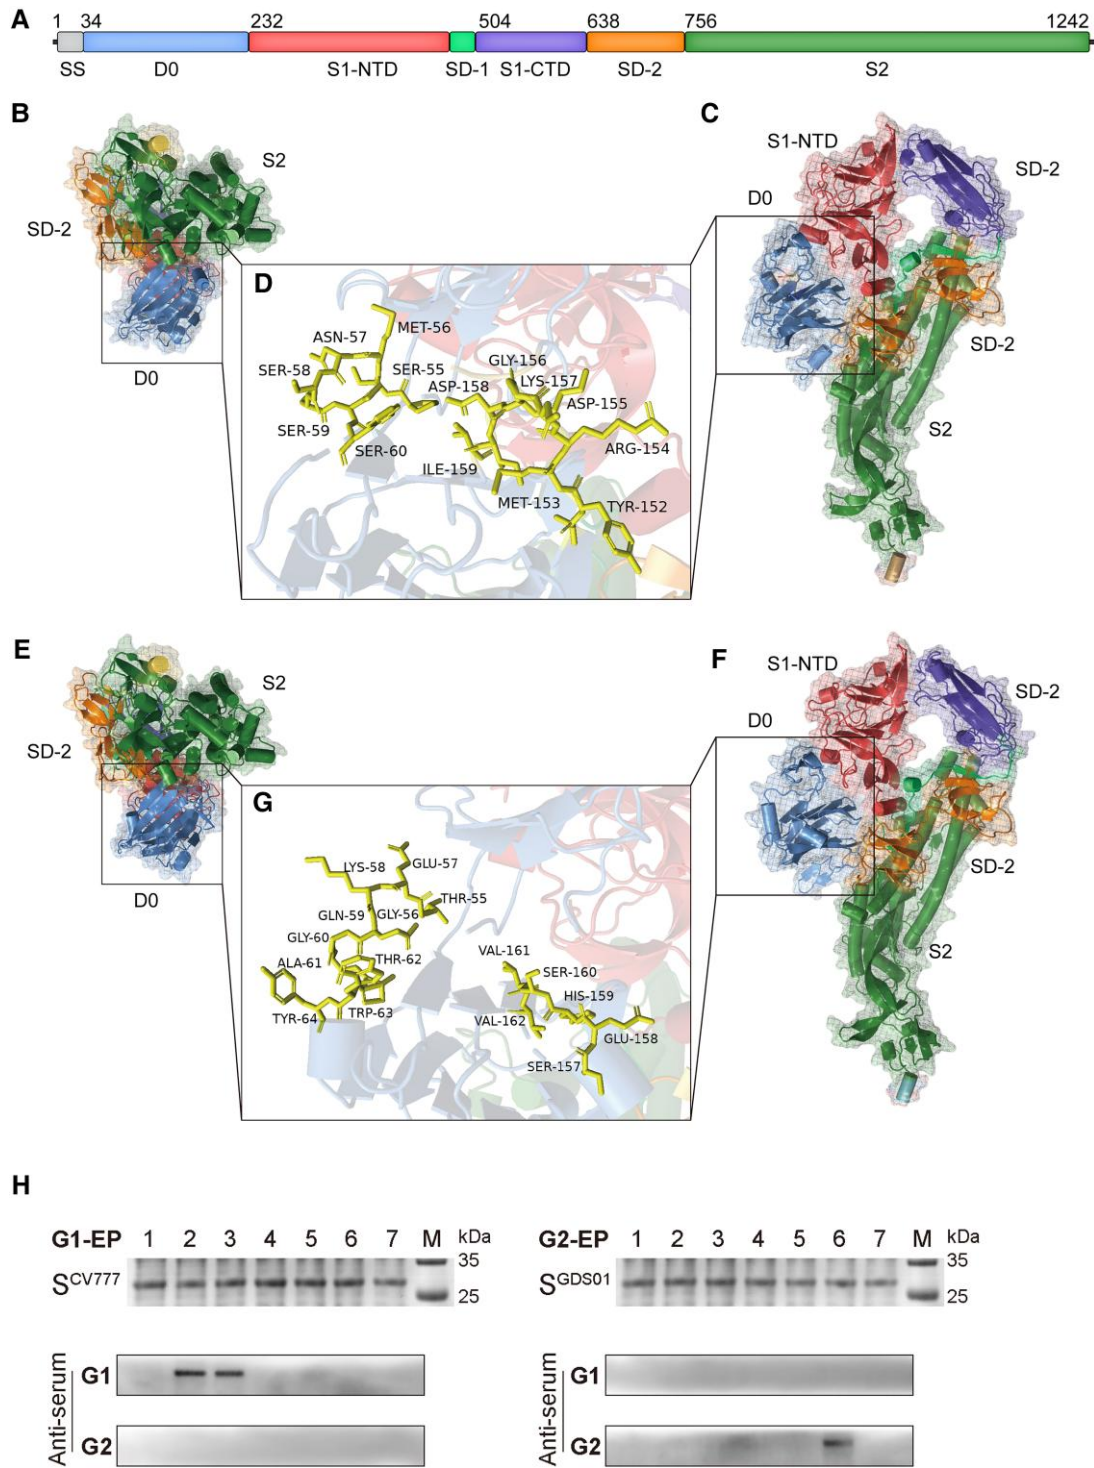 A
1 34 232 504 638 756 1242
SS D0 S1-NTD SD-1 S1-CTD SD-2 S2
B
S2
SD-2
D0
C
S1-NTD
SD-2
D0
SD-2
S2
D
MET-56
ASN-57
SER-55
SER-58
SER-59
SER-60
GLY-156
LYS-157
ASP-158
ASP-155
ARG-154
ILE-159
MET-153
TYR-152
E
S2
SD-2
D0
F
S1-NTD
SD-2
D0
SD-2
S2
G
LYS-58
GLU-57
THR-55
GLN-59
GLY-56
GLY-60
ALA-61
THR-62
TYR-64
TRP-63
VAL-161
SER-160
HIS-159
VAL-162
GLU-158
SER-157
H
G1-EP 1 2 3 4 5 6 7 M kDa
SCV777
35
25
Anti-serum
G1
G2
G2-EP 1 2 3 4 5 6 7 M kDa
SGDS01
35
25
Anti-serum
G1
G2